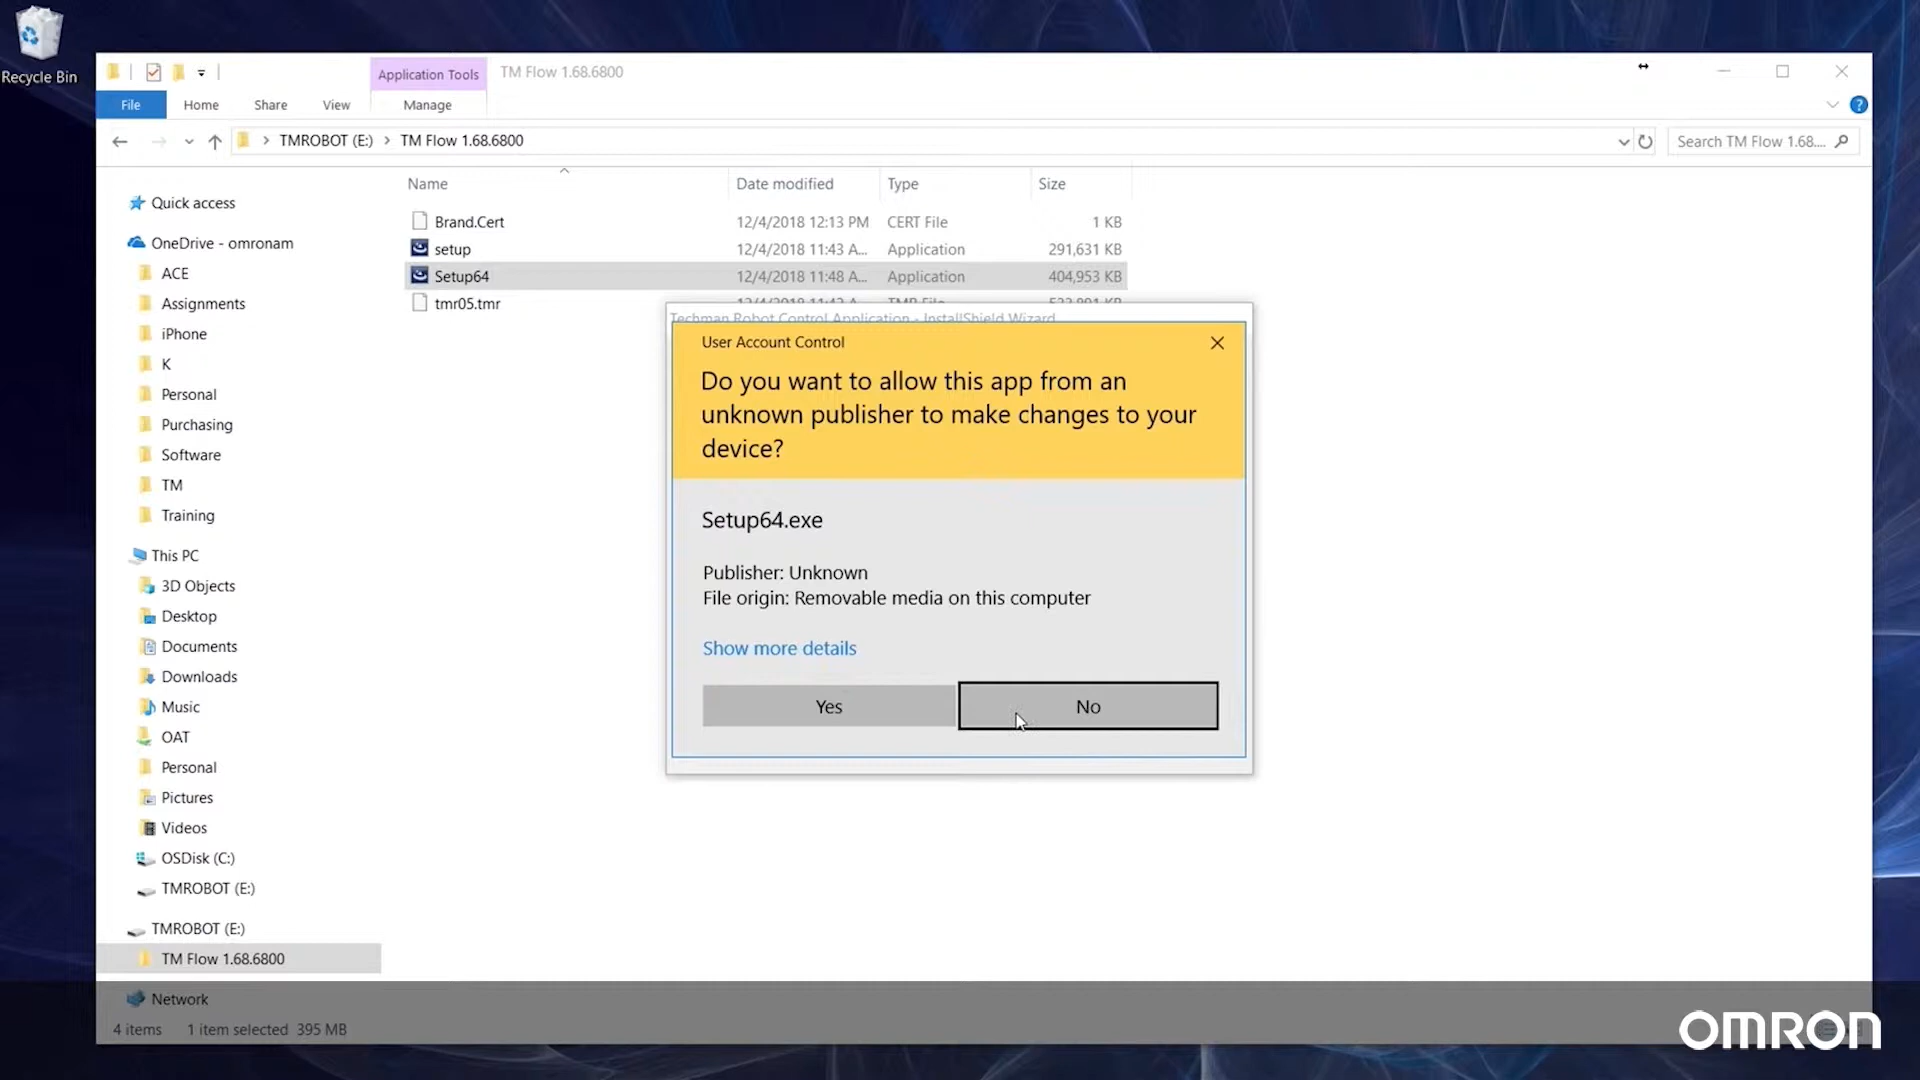 Recycle Bin
Application Tools
TM Flow 1.68.6800
File
Home
Share
View
Manage
TMROBOT (E:)
TM Flow 1.68.6800
Search TM Flow 1.68....
Name
Date modified
Type
Size
Brand.Cert
12/4/2018 12:13 PM
CERT File
1 KB
setup
12/4/2018 11:43 A...
Application
291,631 KB
Setup64
12/4/2018 11:48 A...
Application
404,953 KB
tmr05.tmr
Quick access
OneDrive - omronam
ACE
Assignments
iPhone
K
Personal
Purchasing
Software
TM
Training
This PC
3D Objects
Desktop
Documents
Downloads
Music
OAT
Personal
Pictures
Videos
OSDisk (C:)
TMROBOT (E:)
TMROBOT (E:)
TM Flow 1.68.6800
Network
4 items
1 item selected 395 MB
Techman Robot Control Application - InstallShield Wizard
User Account Control
Do you want to allow this app from an
unknown publisher to make changes to your
device?
Setup64.exe
Publisher: Unknown
File origin: Removable media on this computer
Show more details
Yes
No
OMRON